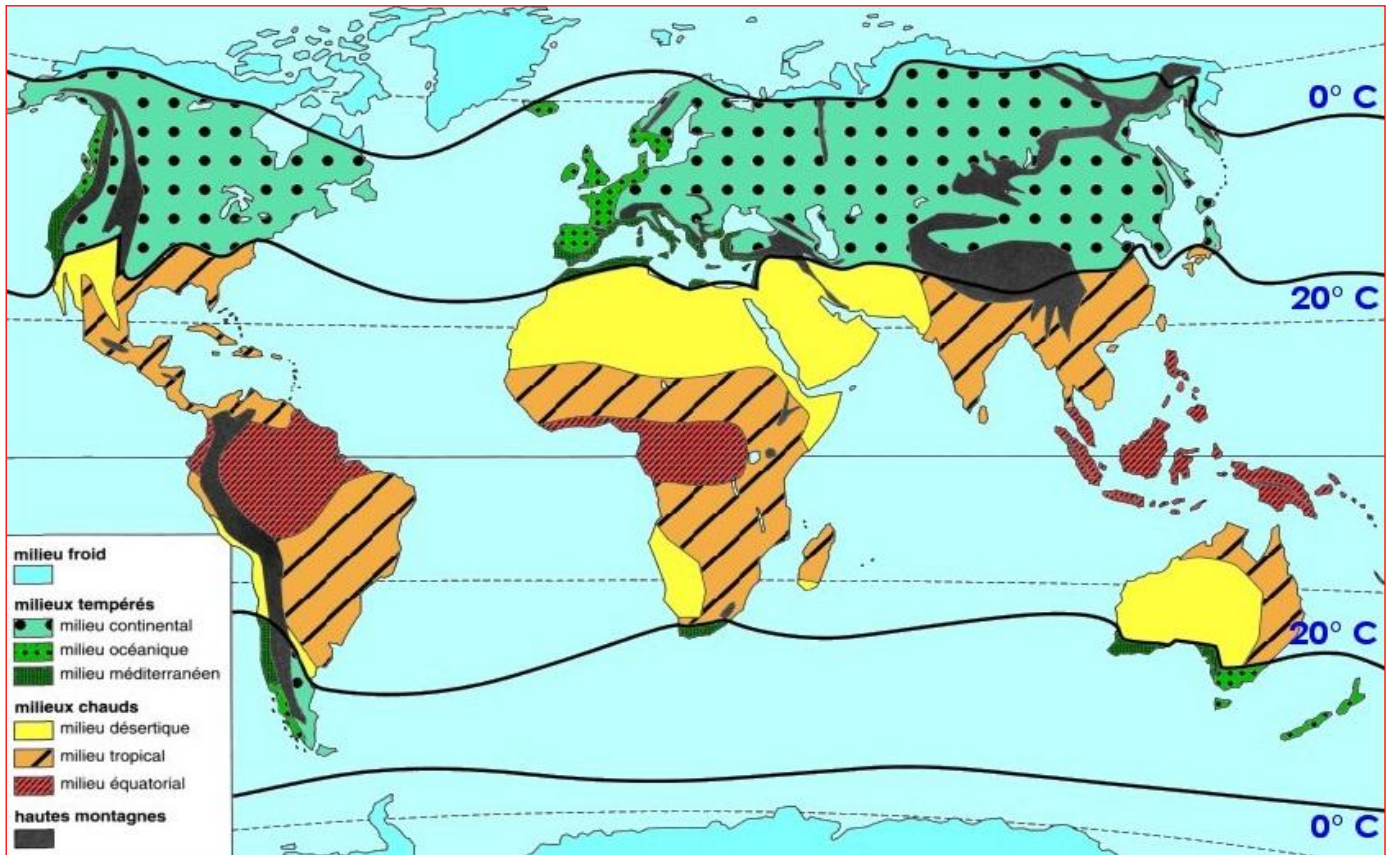 0° C
20° C
20° C
0° C
milieu froid
milieux tempérés
milieu continental
milieu océanique
milieu méditerranéen
milieux chauds
milieu désertique
milieu tropical
milieu équatorial
hautes montagnes